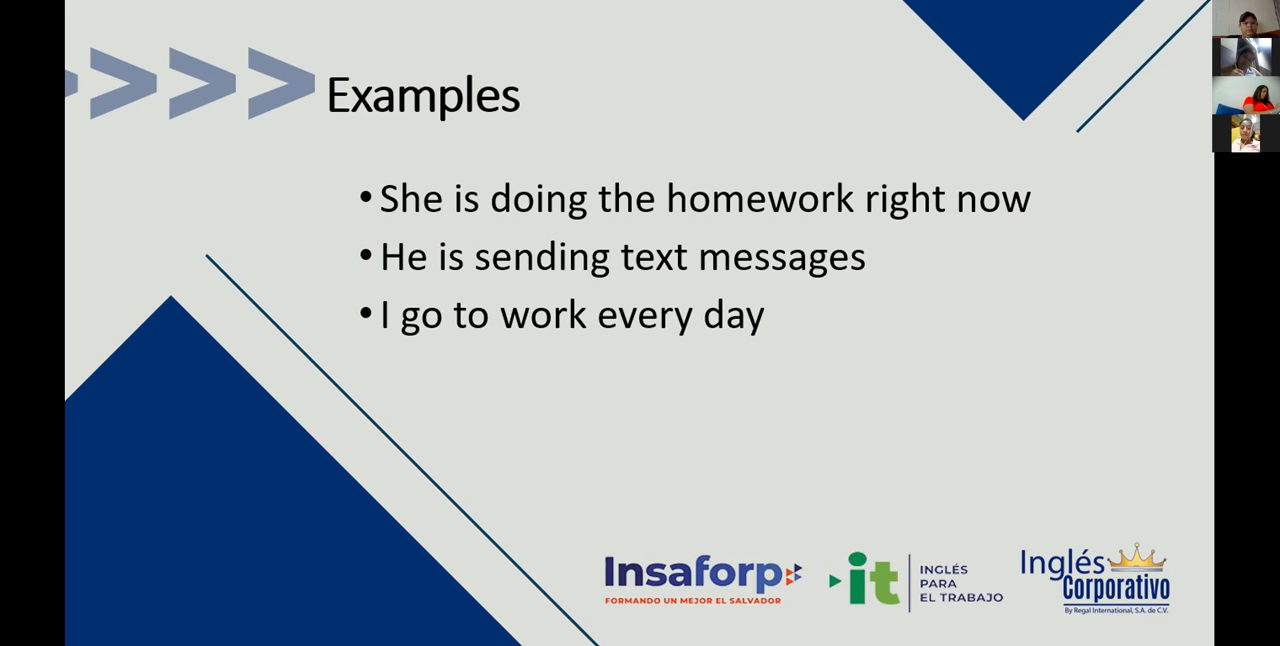 Examples
• She is doing the homework right now
• He is sending text messages
• I go to work every day
Insaforp
FORMANDO UN MEJOR EL SALVADOR
it
INGLÉS
PARA
EL TRABAJO
Inglés
Corporativo
By Regal International, S.A. de C.V.